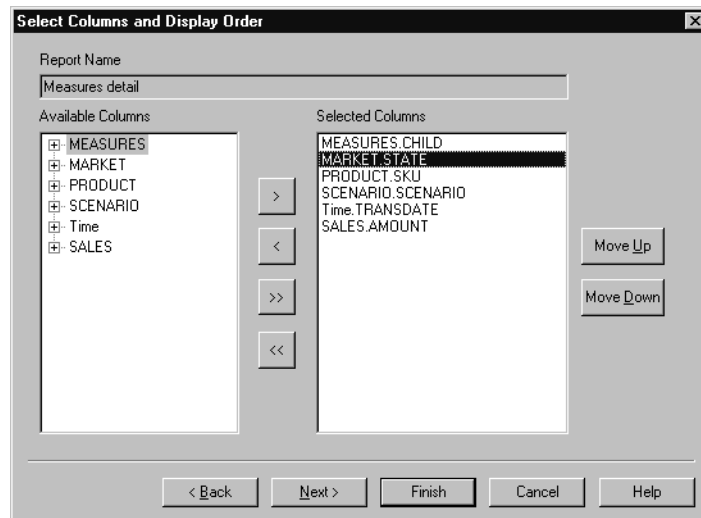 Select Columns and Display Order
Report Name
Measures detail
Available Columns
MEASURES
MARKET
PRODUCT
SCENARIO
Time
SALES
>
<
>>
<<
Selected Columns
MEASURES.CHILD
MARKET.STATE
PRODUCT.SKU
SCENARIO.SCENARIO
Time.TRANSDATE
SALES.AMOUNT
Move Up
Move Down
< Back
Next >
Finish
Cancel
Help